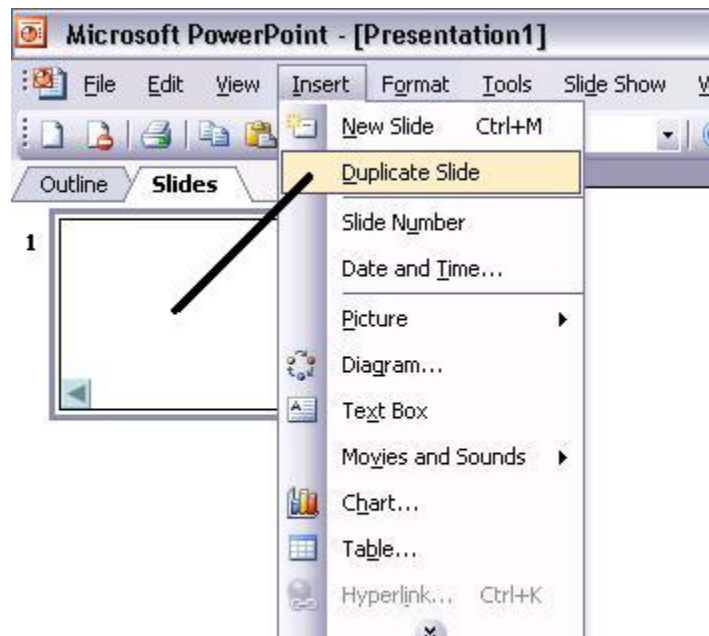 Microsoft PowerPoint - [Presentation1]
File Edit View Insert Format Tools Slide Show
New Slide Ctrl+M
Duplicate Slide
Outline Slides
Slide Number
1
Date and Time...
Picture
Diagram...
Text Box
Movies and Sounds
Chart...
Table...
Hyperlink... Ctrl+K